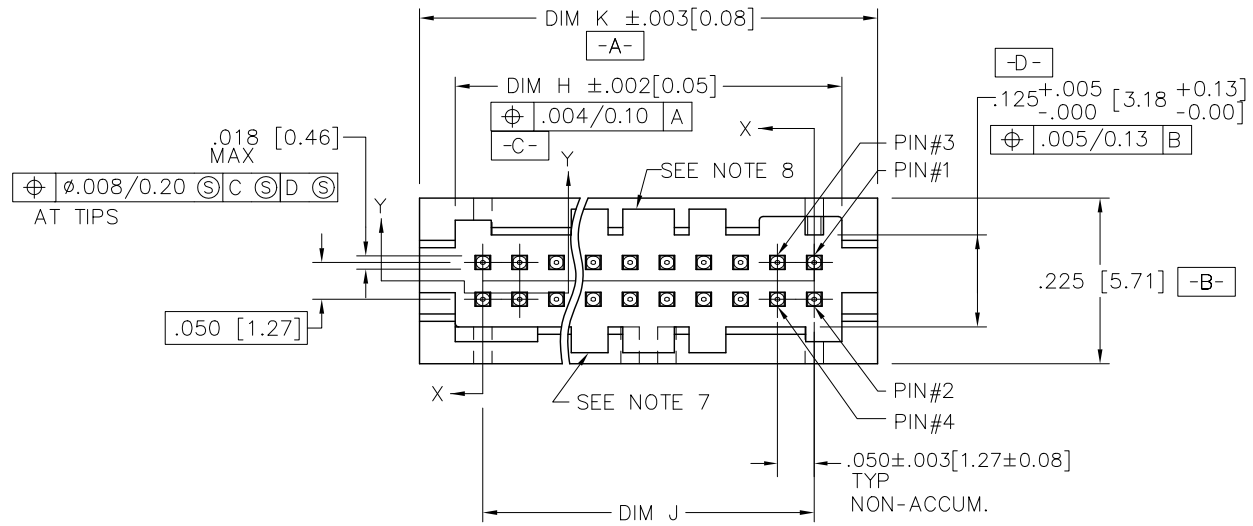 DIM K ±.003[0.08]
-A-
DIM H ±.002[0.05]
⌖ .004/0.10 A
-C-
-D-
.125 +.005 -.000 [3.18 +0.13 -0.00]
⌖ .005/0.13 B
.018 [0.46]
MAX
⌖ ø.008/0.20 Ⓢ C Ⓢ D Ⓢ
AT TIPS
X
Y
Y
PIN#3
PIN#1
SEE NOTE 8
.225 [5.71] -B-
.050 [1.27]
X
SEE NOTE 7
PIN#2
PIN#4
.050±.003[1.27±0.08]
TYP
NON-ACCUM.
DIM J